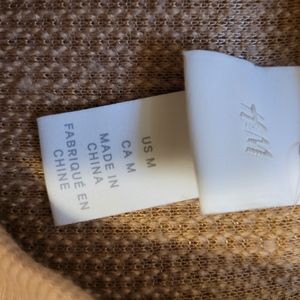 H&M
US M
CA M
MADE IN
CHINA
FABRIQUÉ EN
CHINE